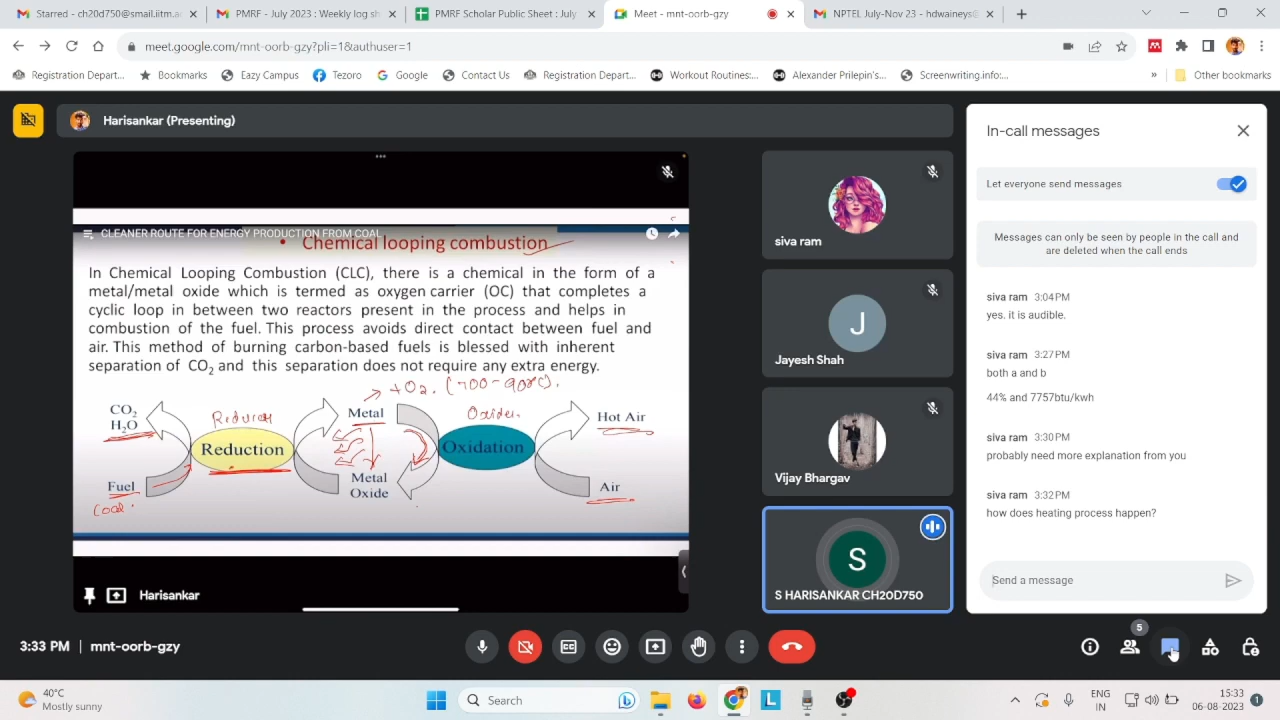 Starred - ch20d750@smail.iitm.ac
PMRF - July 2023 : Weekly log sh
PMRF Scholar Public Sheet : July
Meet - mnt-oorb-gzy
NPTEL July-Nov 23 - hdwaineys@
meet.google.com/mnt-oorb-gzy?pli=1&authuser=1
Registration Depart...
Bookmarks
Eazy Campus
Tezoro
Google
Contact Us
Registration Depart...
Workout Routines:...
Alexander Prilepin's...
Screenwriting.info:...
»
Other bookmarks
Harisankar (Presenting)
CLEANER ROUTE FOR ENERGY PRODUCTION FROM COAL
• Chemical looping combustion
In Chemical Looping Combustion (CLC), there is a chemical in the form of a
metal/metal oxide which is termed as oxygen carrier (OC) that completes a
cyclic loop in between two reactors present in the process and helps in
combustion of the fuel. This process avoids direct contact between fuel and
air. This method of burning carbon-based fuels is blessed with inherent
separation of CO2 and this separation does not require any extra energy.
+O2.
CO2
H2O
Reduction
Fuel
Coal
Metal
Metal
Oxide
Oxidation
Hot Air
Air
Harisankar
siva ram
J
Jayesh Shah
Vijay Bhargav
S
S HARISANKAR CH20D750
In-call messages
Let everyone send messages
Messages can only be seen by people in the call and
are deleted when the call ends
siva ram 3:04 PM
yes. it is audible.
siva ram 3:27 PM
both a and b
44% and 7757btu/kwh
siva ram 3:30 PM
probably need more explanation from you
siva ram 3:32 PM
how does heating process happen?
Send a message
3:33 PM | mnt-oorb-gzy
5
40°C
Mostly sunny
Search
L
ENG
IN
15:33
06-08-2023
1